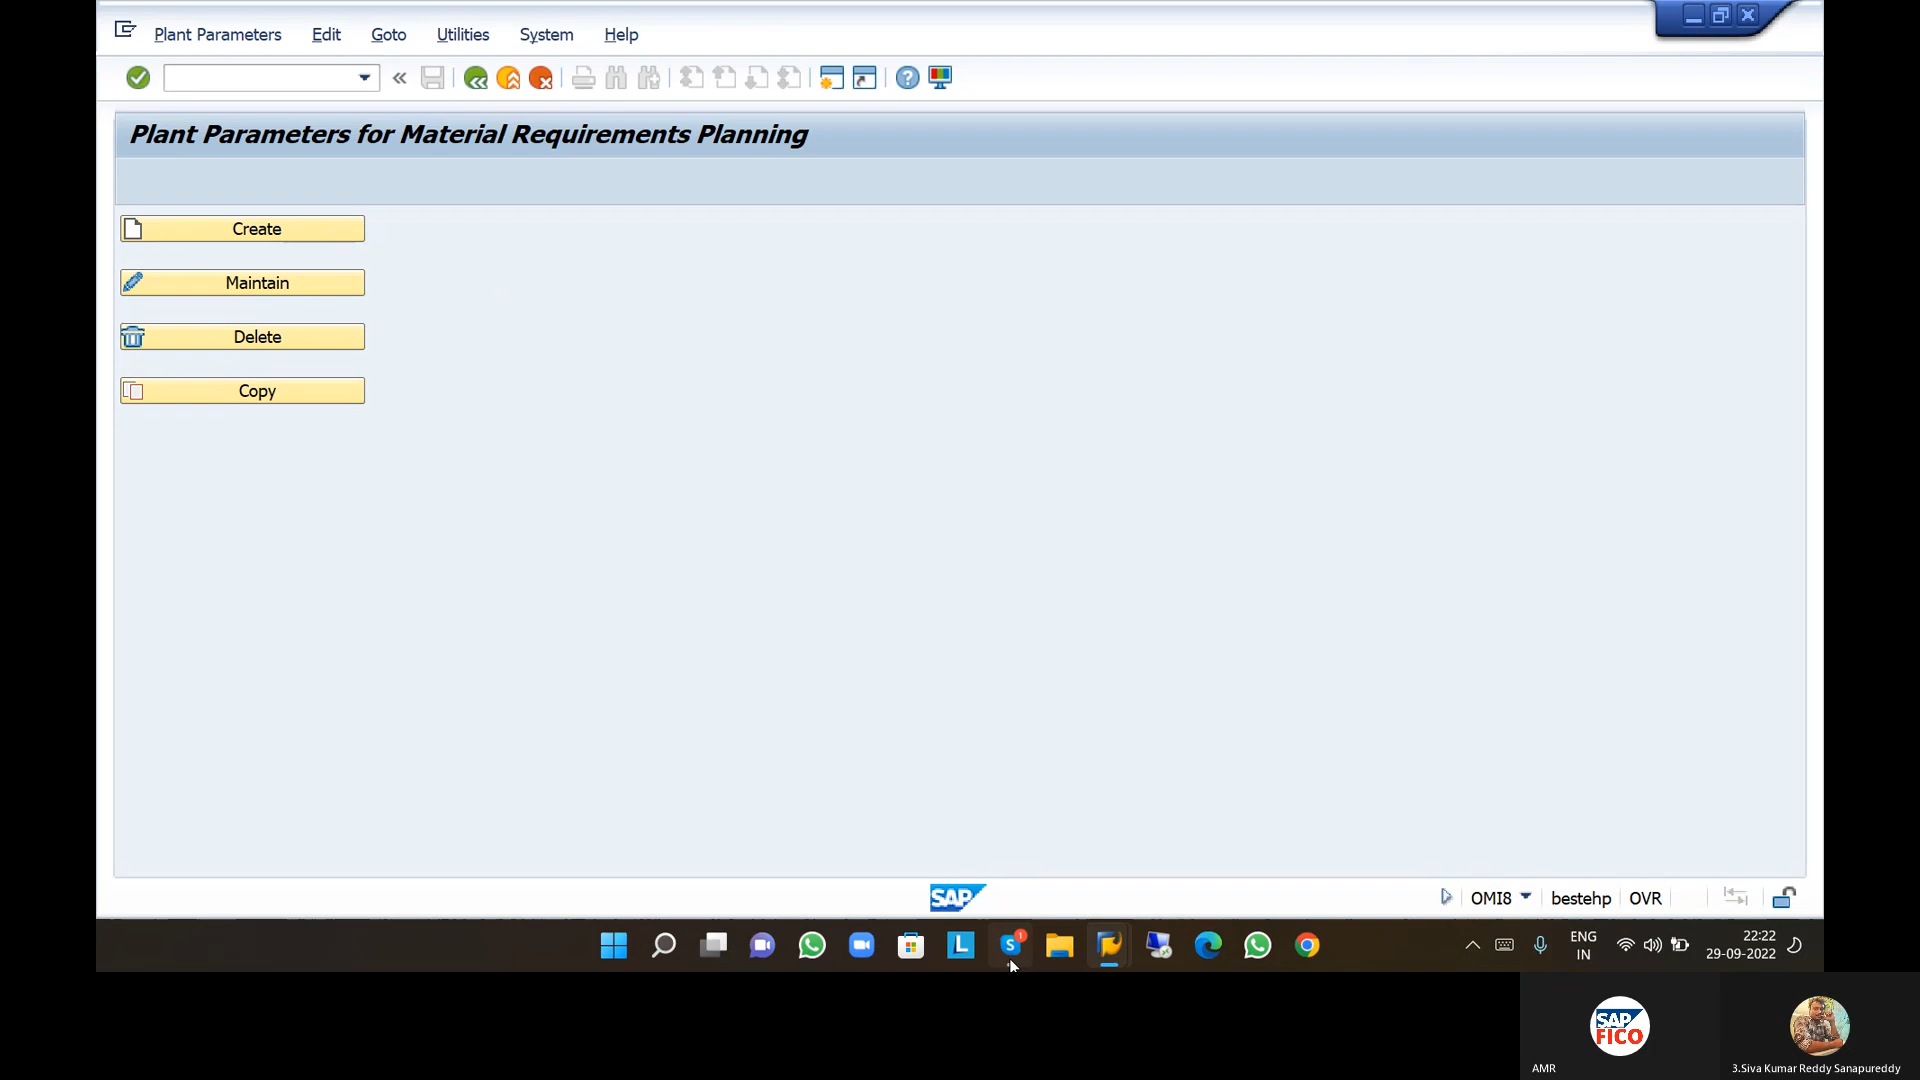 Plant Parameters Edit Goto Utilities System Help
Plant Parameters for Material Requirements Planning
Create
Maintain
Delete
Copy
SAP
OMI8 bestehp OVR
L
S 1
ENG
IN
22:22
29-09-2022
SAP
FICO
AMR
3.Siva Kumar Reddy Sanapureddy